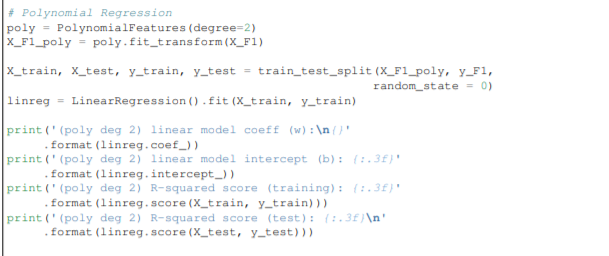 # Polynomial Regression
poly = PolynomialFeatures(degree=2)
X_F1_poly = poly.fit_transform(X_F1)

X_train, X_test, y_train, y_test = train_test_split(X_F1_poly, y_F1,
                                                   random_state = 0)
linreg = LinearRegression().fit(X_train, y_train)

print('(poly deg 2) linear model coeff (w):\n{}'
     .format(linreg.coef_))
print('(poly deg 2) linear model intercept (b): {:.3f}'
     .format(linreg.intercept_))
print('(poly deg 2) R-squared score (training): {:.3f}'
     .format(linreg.score(X_train, y_train)))
print('(poly deg 2) R-squared score (test): {:.3f}\n'
     .format(linreg.score(X_test, y_test)))